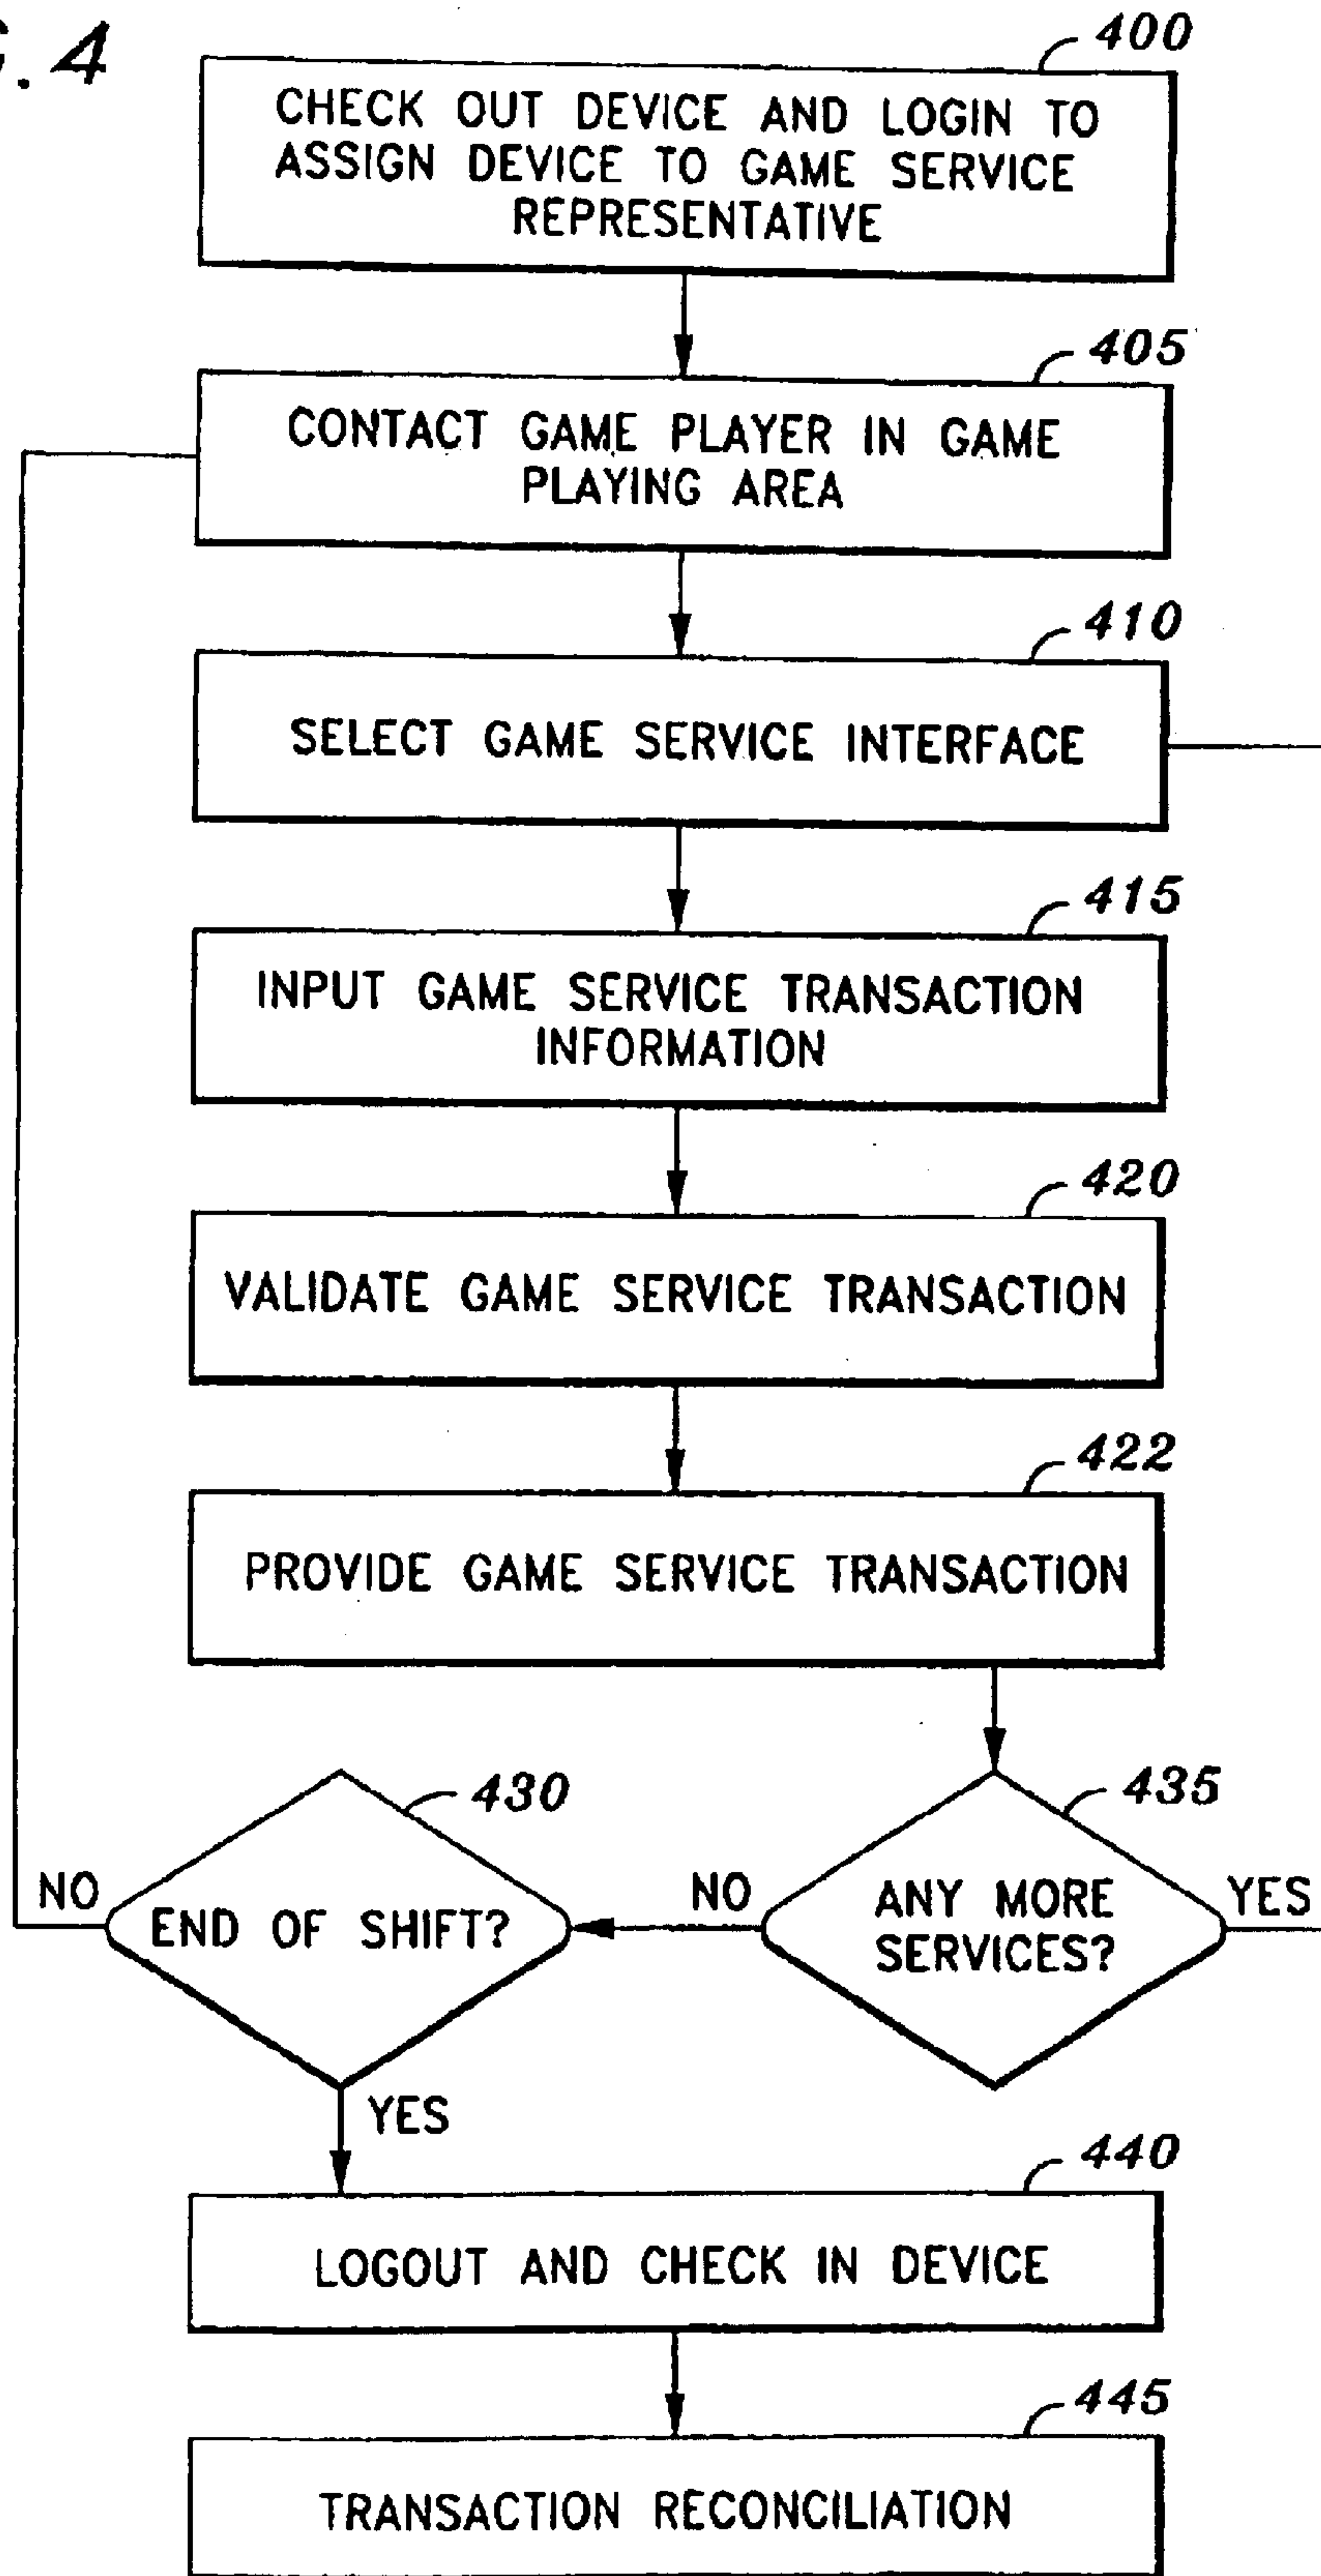 . 4
400
CHECK OUT DEVICE AND LOGIN TO
ASSIGN DEVICE TO GAME SERVICE
REPRESENTATIVE
405
CONTACT GAME PLAYER IN GAME
PLAYING AREA
410
SELECT GAME SERVICE INTERFACE
415
INPUT GAME SERVICE TRANSACTION
INFORMATION
420
VALIDATE GAME SERVICE TRANSACTION
422
PROVIDE GAME SERVICE TRANSACTION
430
435
NO
END OF SHIFT?
NO
ANY MORE
SERVICES?
YES
YES
440
LOGOUT AND CHECK IN DEVICE
445
TRANSACTION RECONCILIATION